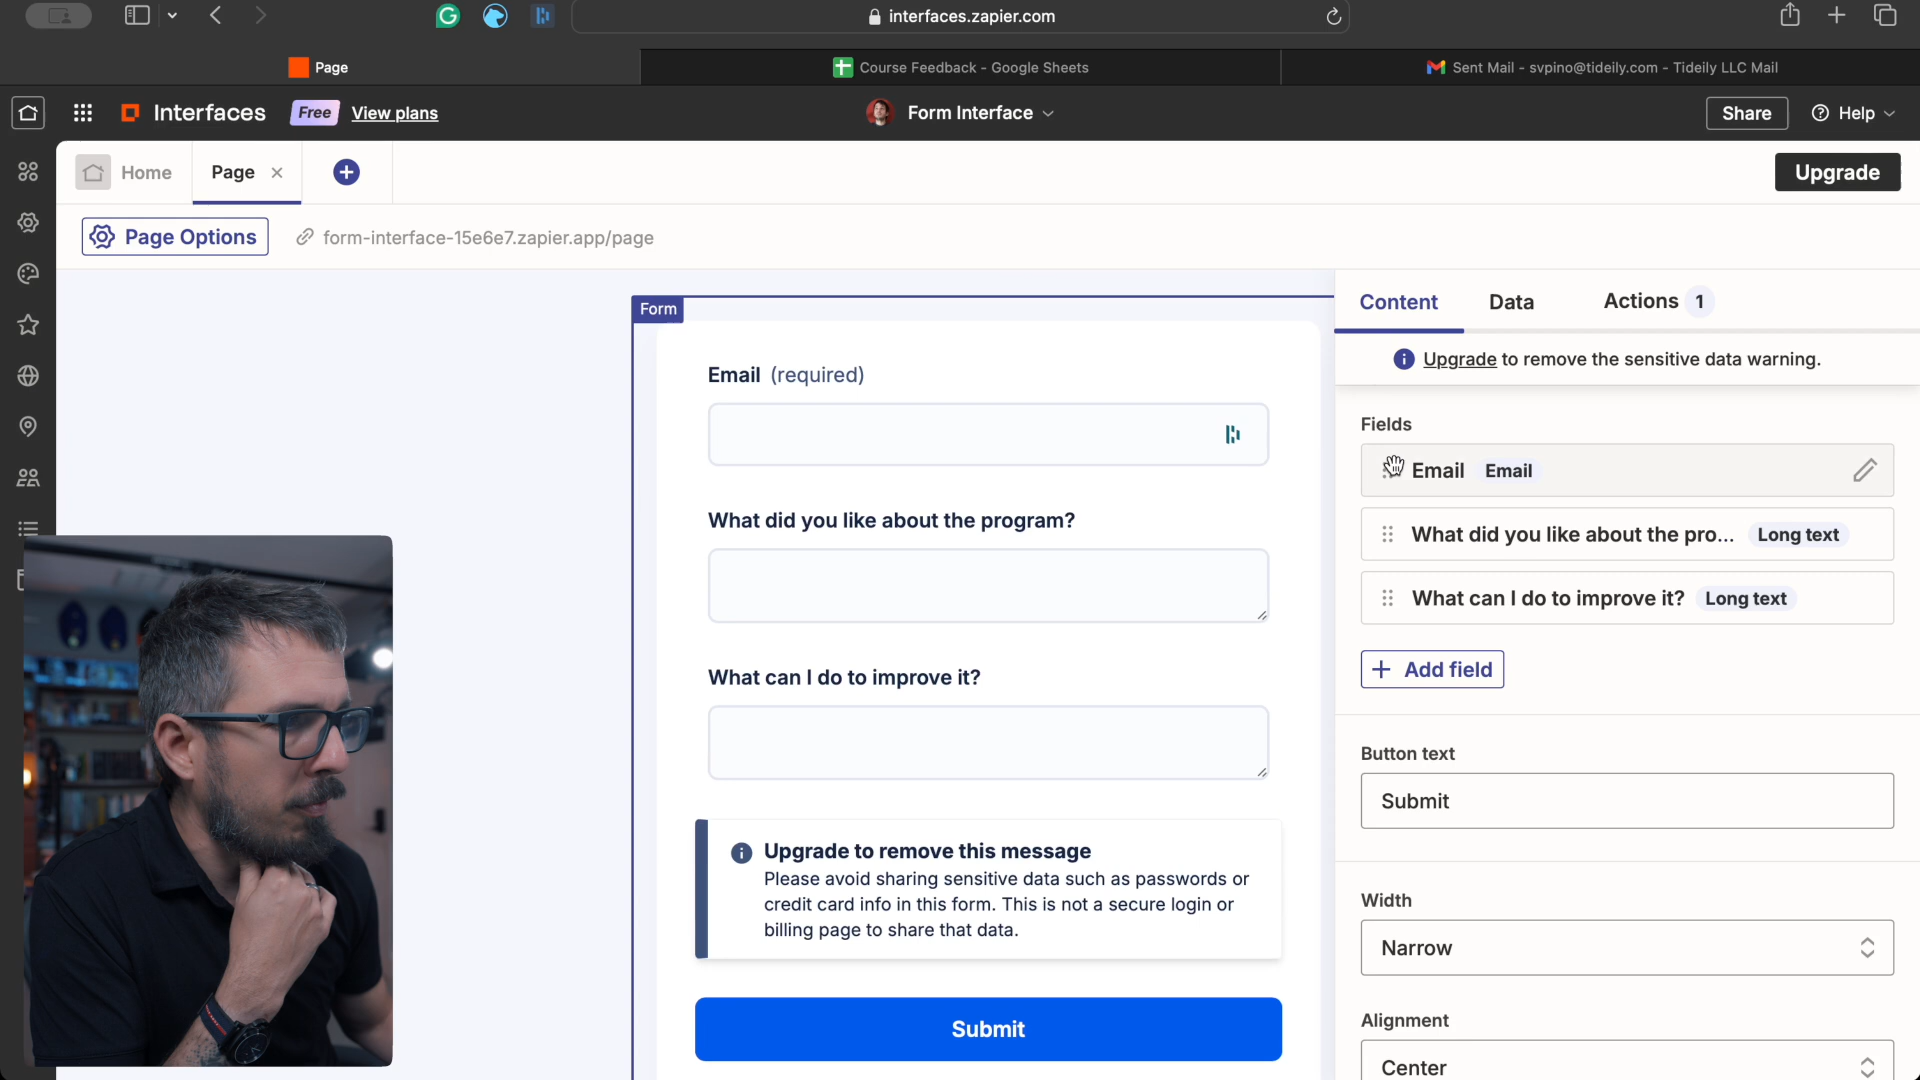 interfaces.zapier.com
Page
Course Feedback - Google Sheets
Sent Mail - svpino@tideily.com - Tideily LLC Mail
Interfaces
Free
View plans
Form Interface
Share
Help
Home
Page
Upgrade
Page Options
form-interface-15e6e7.zapier.app/page
Form
Email (required)
What did you like about the program?
What can I do to improve it?
Upgrade to remove this message
Please avoid sharing sensitive data such as passwords or
credit card info in this form. This is not a secure login or
billing page to share that data.
Submit
Content
Data
Actions 1
Upgrade to remove the sensitive data warning.
Fields
Email Email
What did you like about the pro... Long text
What can I do to improve it? Long text
+ Add field
Button text
Submit
Width
Narrow
Alignment
Center